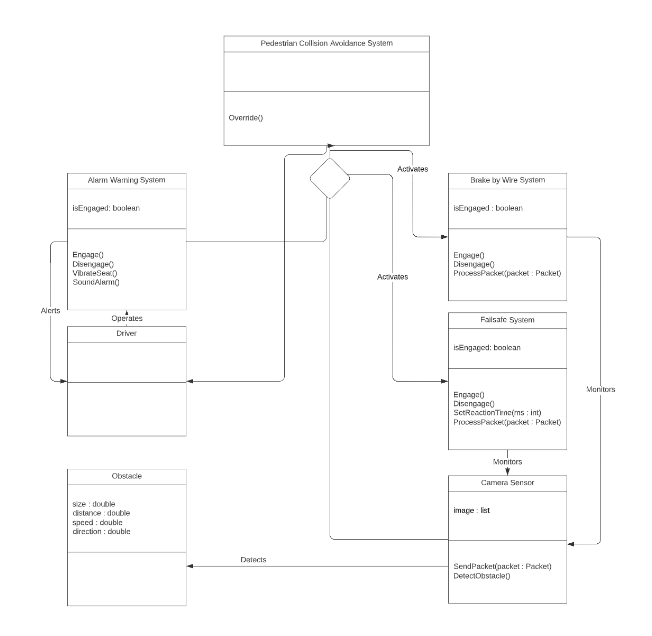 Pedestrian Collision Avoidance System
Override()
Activates
Alarm Warning System
isEngaged: boolean
Engage()
Disengage()
VibrateSeat()
SoundAlarm()
Brake by Wire System
isEngaged : boolean
Engage()
Disengage()
ProcessPacket(packet : Packet)
Activates
Alerts
Operates
Driver
Failsafe System
isEngaged: boolean
Engage()
Disengage()
SetReactionTime(ms : int)
ProcessPacket(packet : Packet)
Monitors
Monitors
Obstacle
size : double
distance : double
speed : double
direction : double
Camera Sensor
image : list
SendPacket(packet : Packet)
DetectObstacle()
Detects